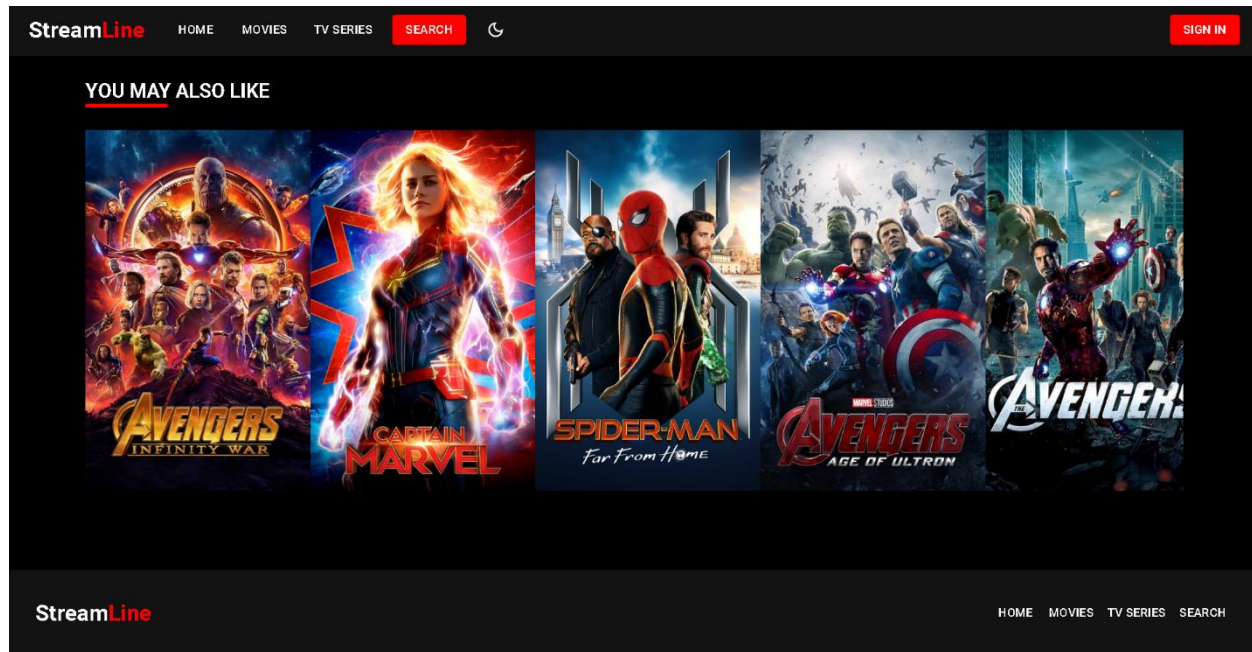 StreamLine HOME MOVIES TV SERIES SEARCH SIGN IN
YOU MAY ALSO LIKE
AVENGERS
INFINITY WAR
CAPTAIN
MARVEL
SPIDER-MAN
Far From Home
MARVEL STUDIOS
AVENGERS
AGE OF ULTRON
THE
AVENGERS
StreamLine HOME MOVIES TV SERIES SEARCH